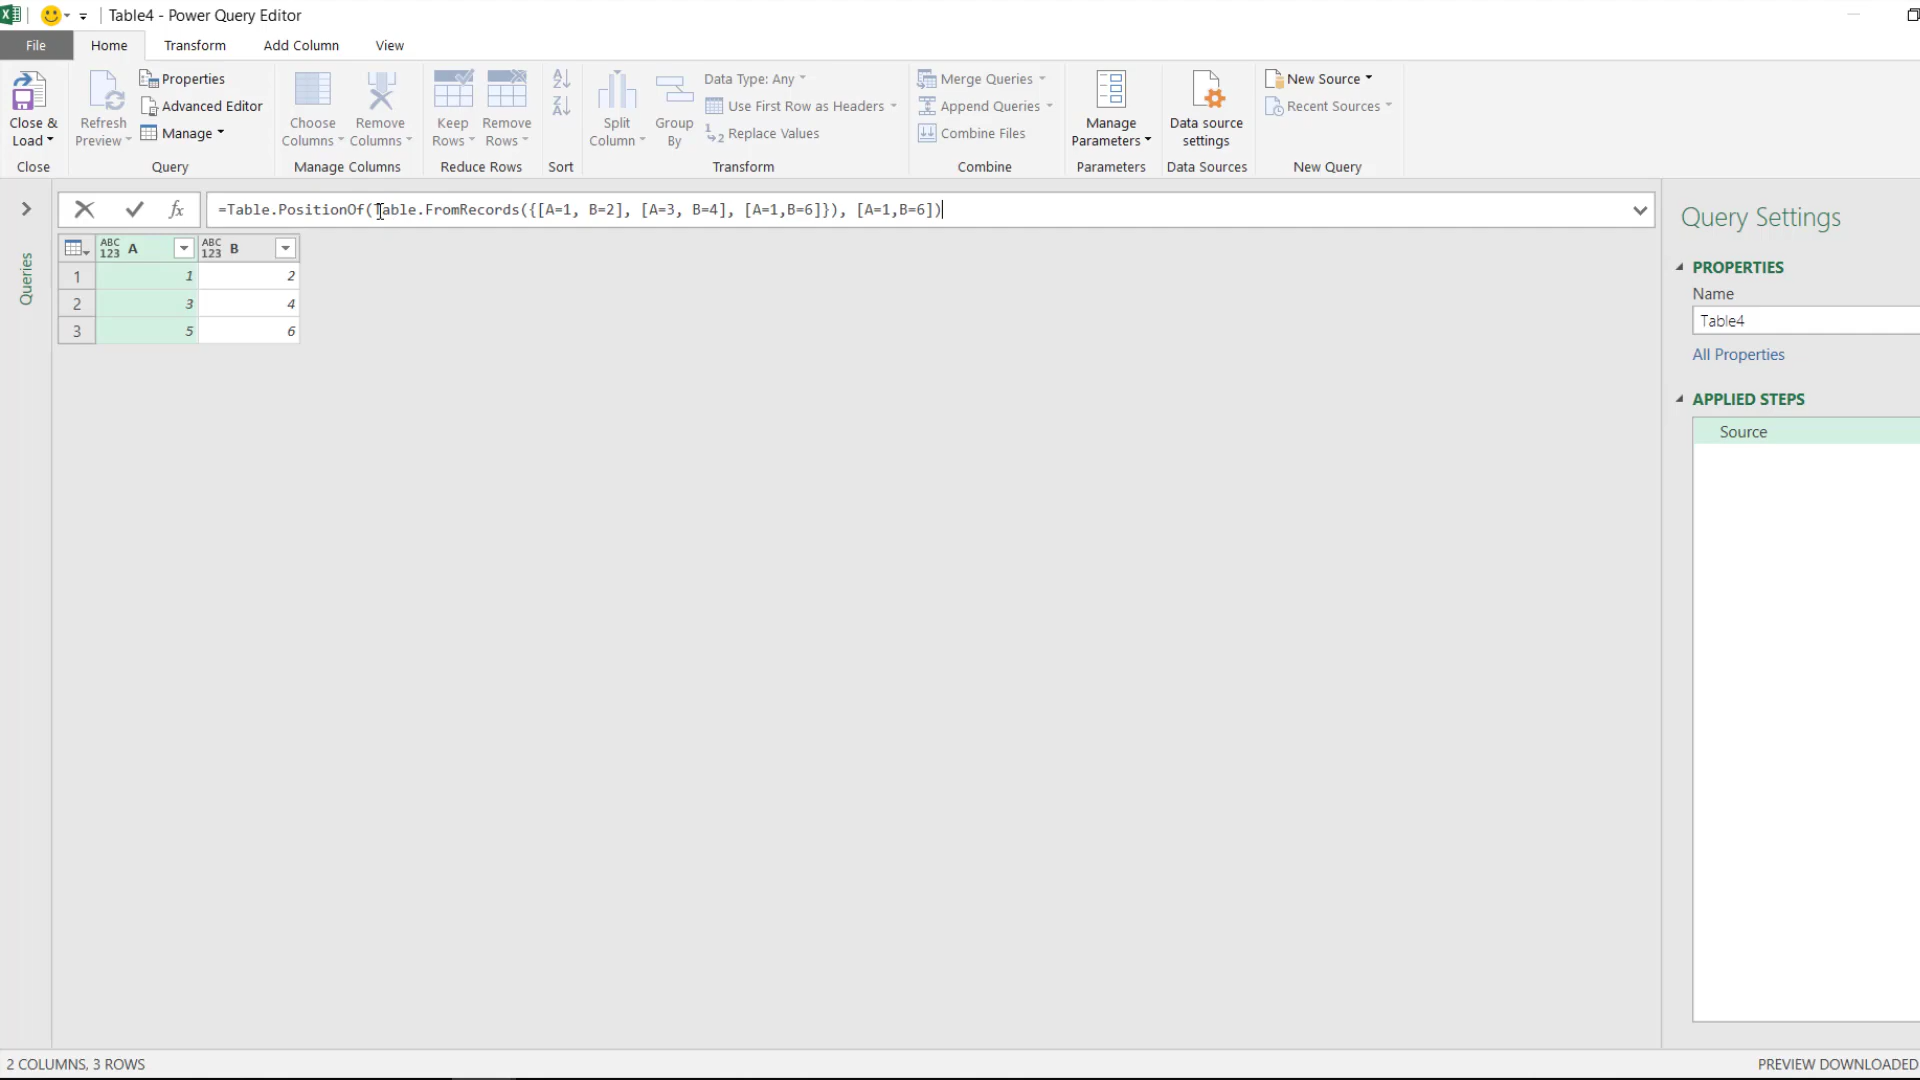 Table4 - Power Query Editor
File
Home
Transform
Add Column
View
Close &
Load
Close
Refresh
Preview
Properties
Advanced Editor
Manage
Query
Choose
Columns
Remove
Columns
Manage Columns
Keep
Rows
Remove
Rows
Reduce Rows
Sort
Split
Column
Group
By
Data Type: Any
Use First Row as Headers
Replace Values
Transform
Merge Queries
Append Queries
Combine Files
Combine
Manage
Parameters
Parameters
Data source
settings
Data Sources
New Source
Recent Sources
New Query
=Table.PositionOf(Table.FromRecords({[A=1, B=2], [A=3, B=4], [A=1,B=6]}), [A=1,B=6])
Queries
ABC 123 A ABC 123 B
1 1 2
2 3 4
3 5 6
Query Settings
PROPERTIES
Name
Table4
All Properties
APPLIED STEPS
Source
2 COLUMNS, 3 ROWS
PREVIEW DOWNLOADED